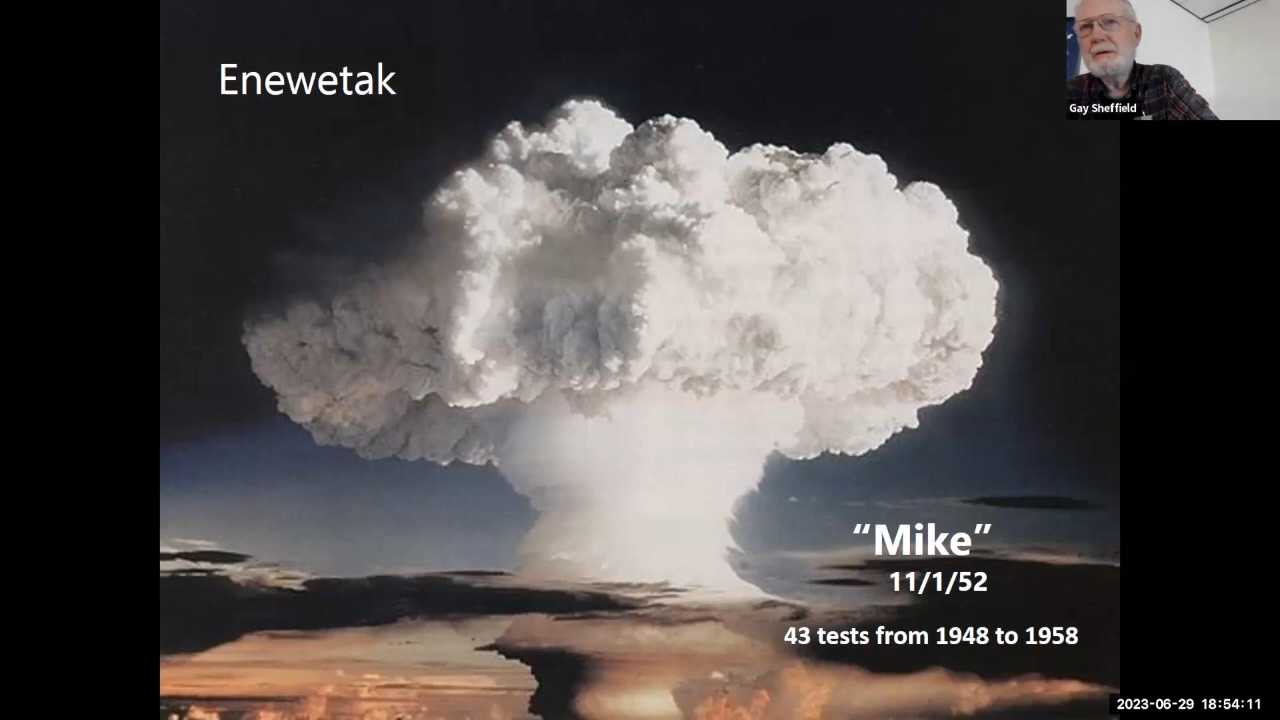 Enewetak
Gay Sheffield
“Mike”
11/1/52
43 tests from 1948 to 1958
2023-06-29 18:54:11